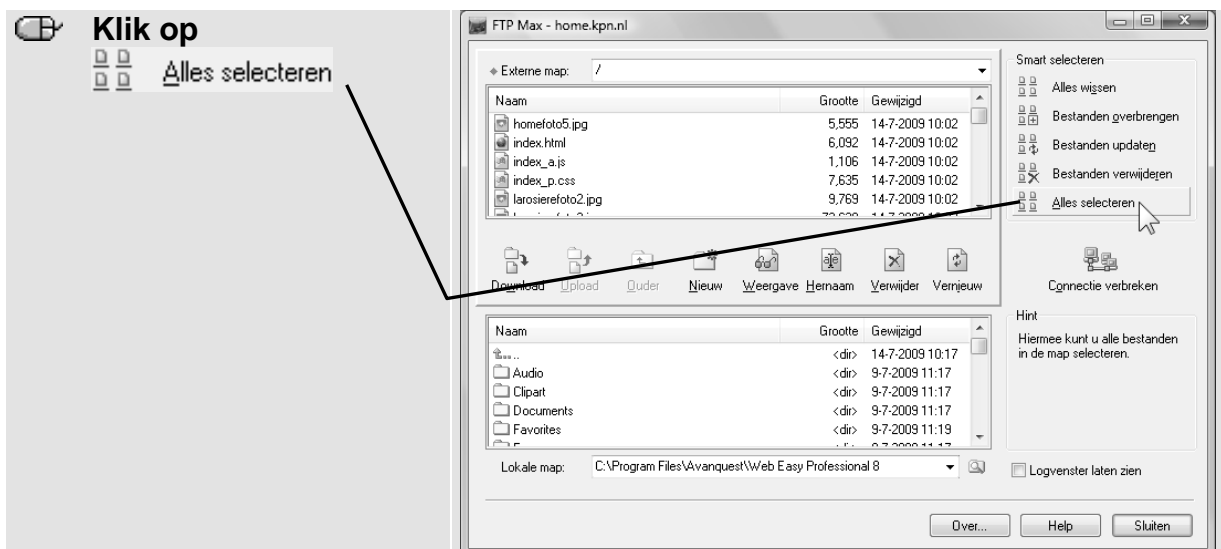 Klik op
Alles selecteren
FTP Max - home.kpn.nl
Externe map: /
Naam Grootte Gewijzigd
homefoto5.jpg 5,555 14-7-2009 10:02
index.html 6,092 14-7-2009 10:02
index_a.js 1,106 14-7-2009 10:02
index_p.css 7,635 14-7-2009 10:02
larosierefoto2.jpg 9,769 14-7-2009 10:02
Smart selecteren
Alles wissen
Bestanden overbrengen
Bestanden updaten
Bestanden verwijderen
Alles selecteren
Download Upload Ouder Nieuw Weergave Hernaam Verwijder Vernieuw
Connectie verbreken
Naam Grootte Gewijzigd
.. <dir> 14-7-2009 10:17
Audio <dir> 9-7-2009 11:17
Clipart <dir> 9-7-2009 11:17
Documents <dir> 9-7-2009 11:17
Favorites <dir> 9-7-2009 11:19
Hint
Hiermee kunt u alle bestanden
in de map selecteren.
Lokale map: C:\Program Files\Avanquest\Web Easy Professional 8
Logvenster laten zien
Over... Help Sluiten